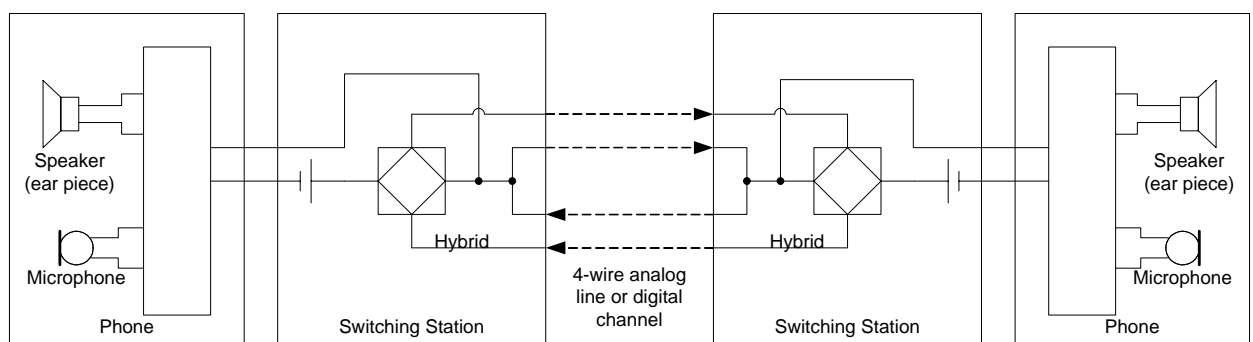 Speaker
(ear piece)
Microphone
Phone
Hybrid
Switching Station
4-wire analog
line or digital
channel
Hybrid
Switching Station
Speaker
(ear piece)
Microphone
Phone